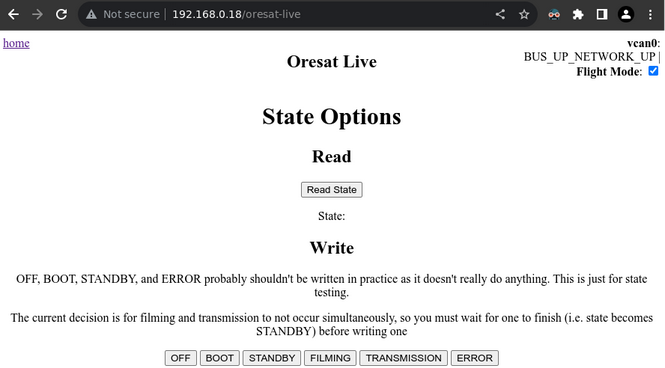 Not secure | 192.168.0.18/oresat-live
home
vcan0:
BUS_UP_NETWORK_UP |
Flight Mode:
Oresat Live
State Options
Read
Read State
State:
Write
OFF, BOOT, STANDBY, and ERROR probably shouldn't be written in practice as it doesn't really do anything. This is just for state
testing.
The current decision is for filming and transmission to not occur simultaneously, so you must wait for one to finish (i.e. state becomes
STANDBY) before writing one
OFF BOOT STANDBY FILMING TRANSMISSION ERROR